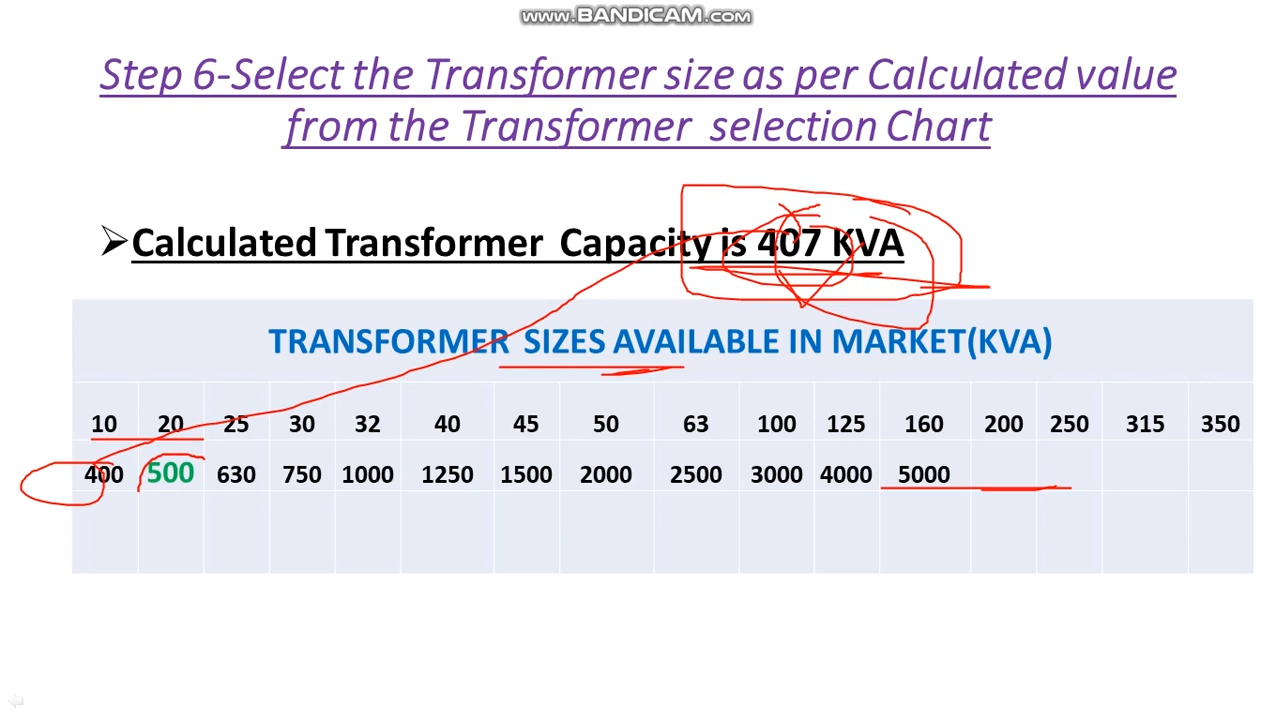 www.BANDICAM.com
Step 6-Select the Transformer size as per Calculated value
from the Transformer selection Chart
➢Calculated Transformer Capacity is 407 KVA
TRANSFORMER SIZES AVAILABLE IN MARKET(KVA)
10 20 25 30 32 40 45 50 63 100 125 160 200 250 315 350
400 500 630 750 1000 1250 1500 2000 2500 3000 4000 5000